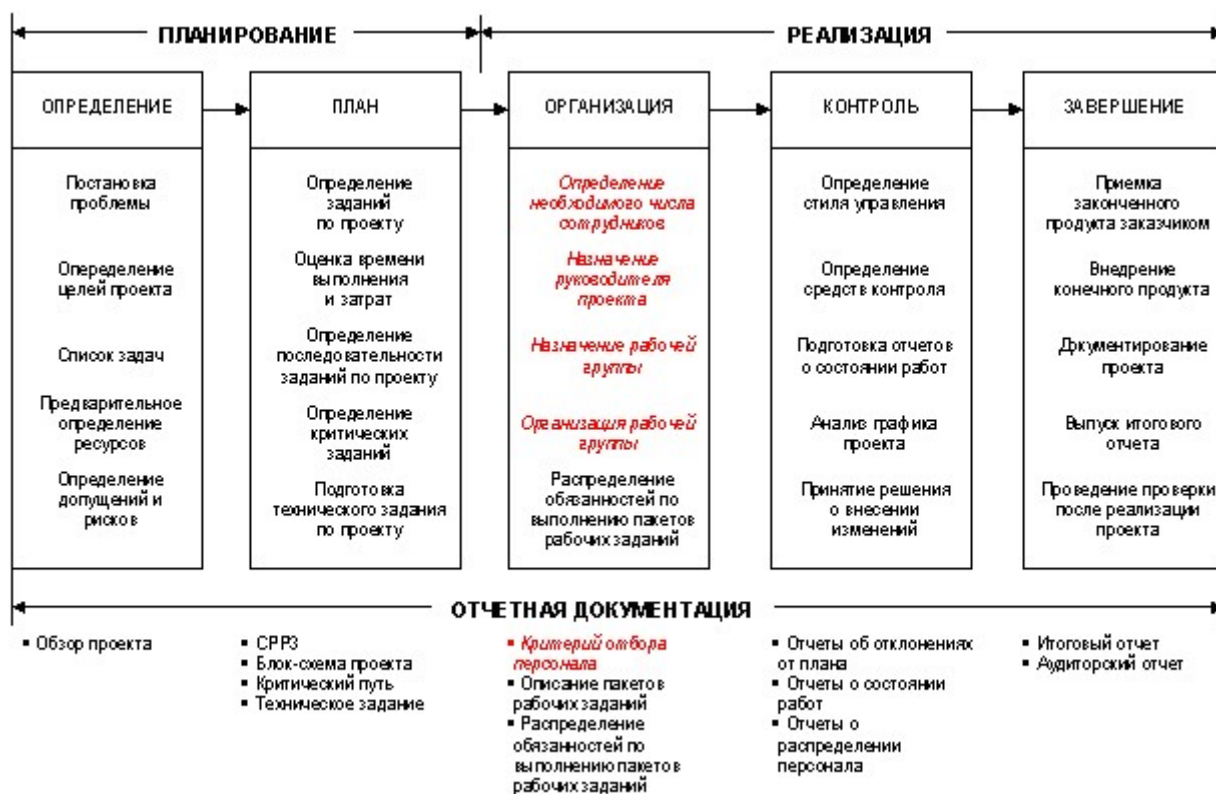 ПЛАНИРОВАНИЕ
РЕАЛИЗАЦИЯ
ОПРЕДЕЛЕНИЕ
ПЛАН
ОРГАНИЗАЦИЯ
КОНТРОЛЬ
ЗАВЕРШЕНИЕ
Постановка
проблемы
Опеределение
целей проекта
Список задач
Предварительное
определение
ресурсов
Определение
допущений и
рисков
Определение
заданий
по проекту
Оценка времени
выполнения
и затрат
Определение
последовательности
заданий по проекту
Определение
критических
заданий
Подготовка
технического задания
по проекту
Определение
необходимого числа
сотрудников
Назначение
руководителя
проекта
Назначение рабочей
группы
Организация рабочей
группы
Распределение
обязанностей по
выполнению пакетов
рабочих заданий
Определение
стиля управления
Определение
средств контроля
Подготовка отчетов
о состоянии работ
Анализ графика
проекта
Принятие решения
о внесении
изменений
Приемка
законченного
продукта заказчиком
Внедрение
конечного продукта
Документирование
проекта
Выпуск итогового
отчета
Проведение проверки
после реализации
проекта
ОТЧЕТНАЯ ДОКУМЕНТАЦИЯ
▪ Обзор проекта
▪ СРРЗ
▪ Блок-схема проекта
▪ Критический путь
▪ Техническое задание
▪ Критерий отбора
персонала
▪ Описание пакетов
рабочих заданий
▪ Распределение
обязанностей по
выполнению пакетов
рабочих заданий
▪ Отчеты об отклонениях
от плана
▪ Отчеты о состоянии
работ
▪ Отчеты о
распределении
персонала
▪ Итоговый отчет
▪ Аудиторский отчет